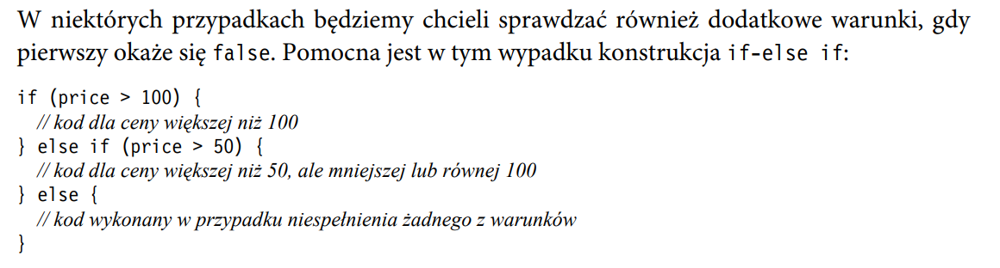 W niektórych przypadkach będziemy chcieli sprawdzać również dodatkowe warunki, gdy
pierwszy okaże się false. Pomocna jest w tym wypadku konstrukcja if-else if:
if (price > 100) {
// kod dla ceny większej niż 100
} else if (price > 50) {
// kod dla ceny większej niż 50, ale mniejszej lub równej 100
} else {
// kod wykonany w przypadku niespełnienia żadnego z warunków
}